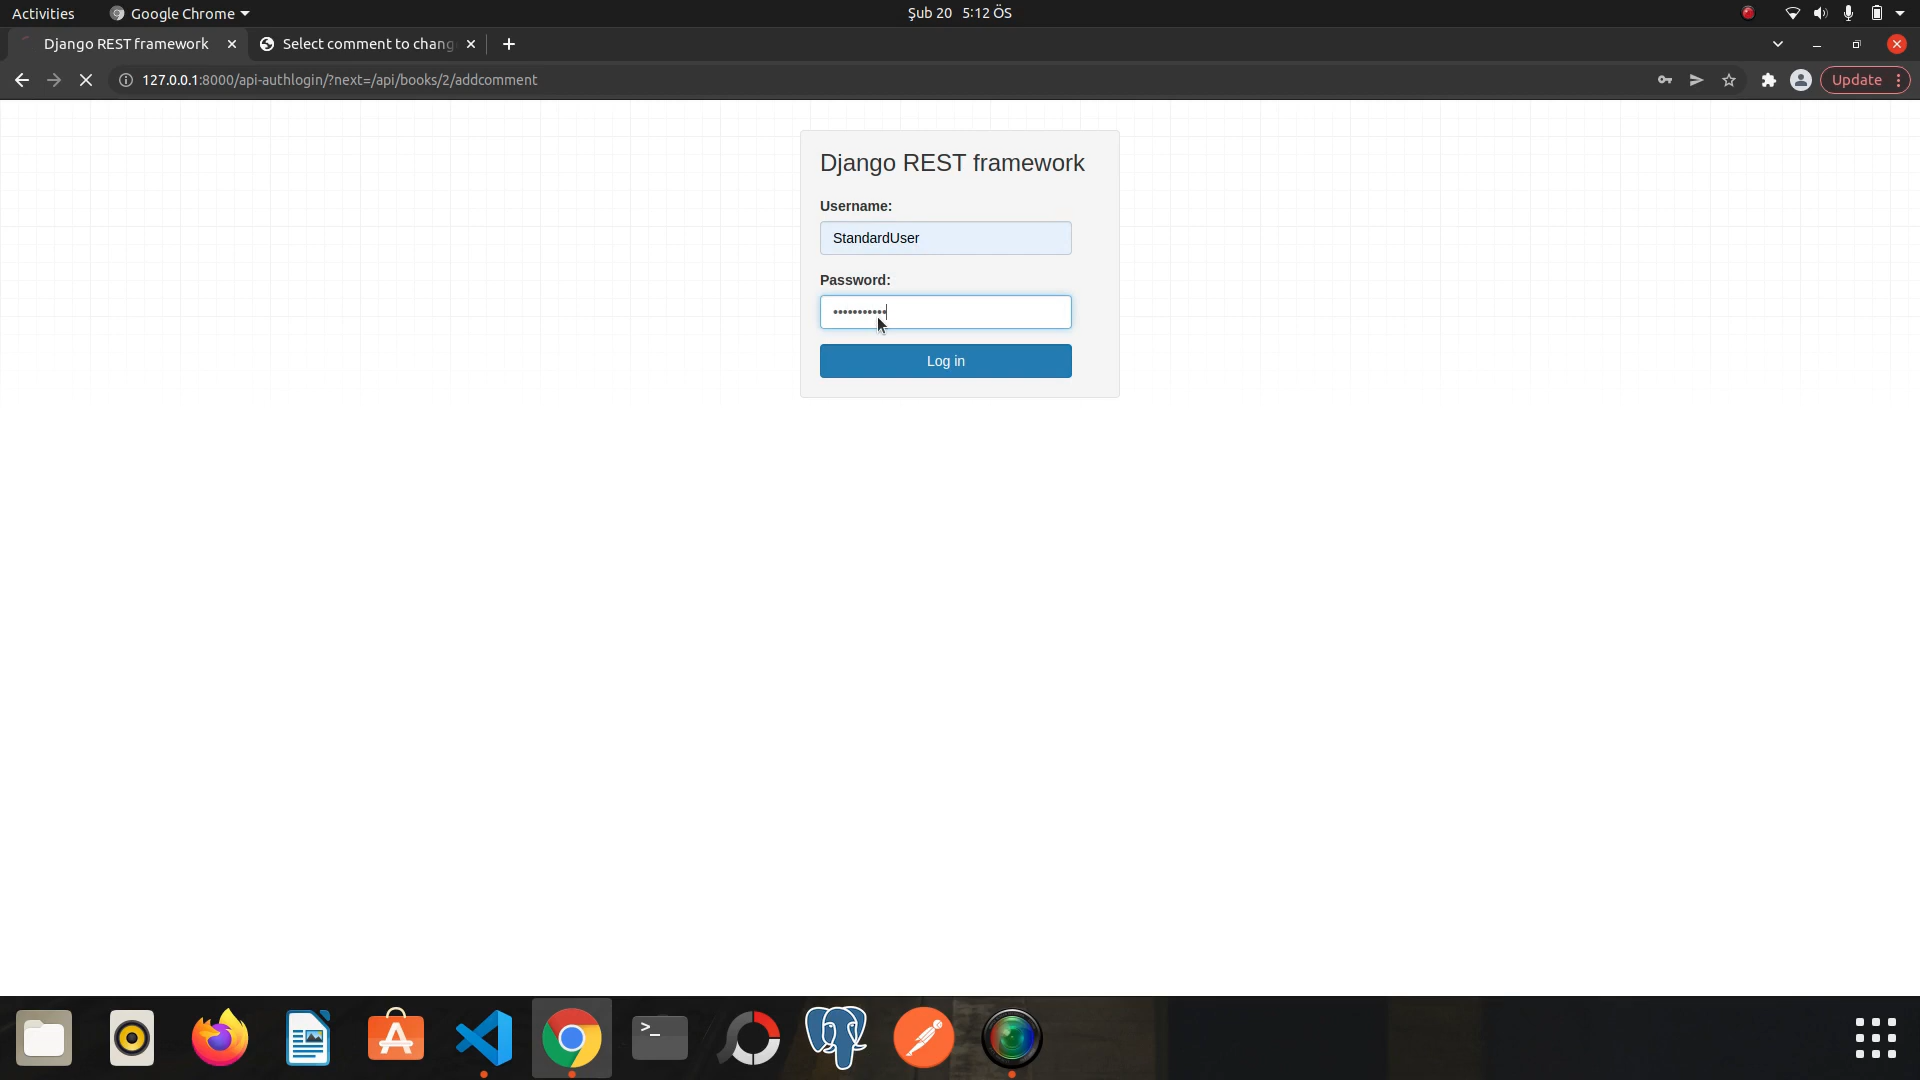 Activities
Google Chrome
Şub 20 5:12 ÖS
Django REST framework
Select comment to chang
127.0.0.1:8000/api-authlogin/?next=/api/books/2/addcomment
Update
Django REST framework
Username:
StandardUser
Password:
•••••••••••
Log in